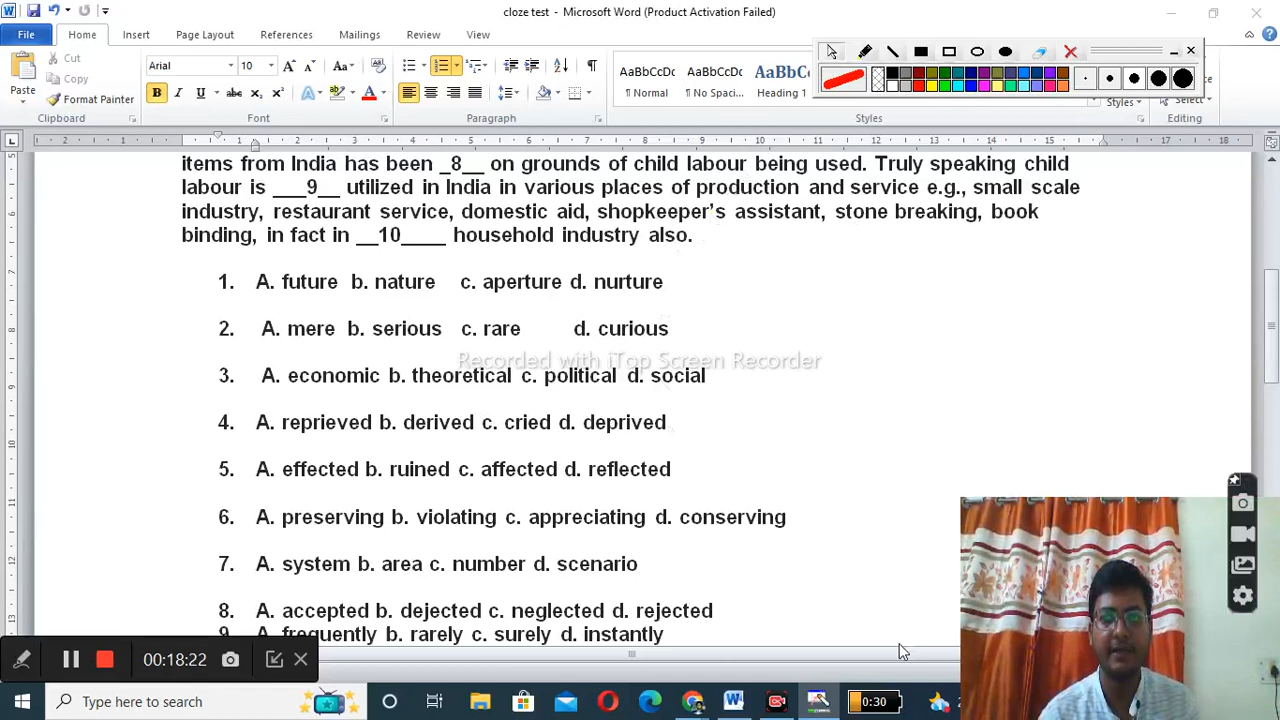 cloze test - Microsoft Word (Product Activation Failed)
File Home Insert Page Layout References Mailings Review View
Cut
Copy
Format Painter
Paste
Clipboard
Arial 10
Font
Paragraph
AaBbCcDc AaBbCcDc AaBbC
¶ Normal ¶ No Spaci... Heading 1
Styles
Styles
Select
Editing
items from India has been _8__ on grounds of child labour being used. Truly speaking child
labour is ___9__ utilized in India in various places of production and service e.g., small scale
industry, restaurant service, domestic aid, shopkeeper’s assistant, stone breaking, book
binding, in fact in __10____ household industry also.
1. A. future b. nature c. aperture d. nurture
2. A. mere b. serious c. rare d. curious
Recorded with iTop Screen Recorder
3. A. economic b. theoretical c. political d. social
4. A. reprieved b. derived c. cried d. deprived
5. A. effected b. ruined c. affected d. reflected
6. A. preserving b. violating c. appreciating d. conserving
7. A. system b. area c. number d. scenario
8. A. accepted b. dejected c. neglected d. rejected
9. A. frequently b. rarely c. surely d. instantly
00:18:22
Type here to search
0:30